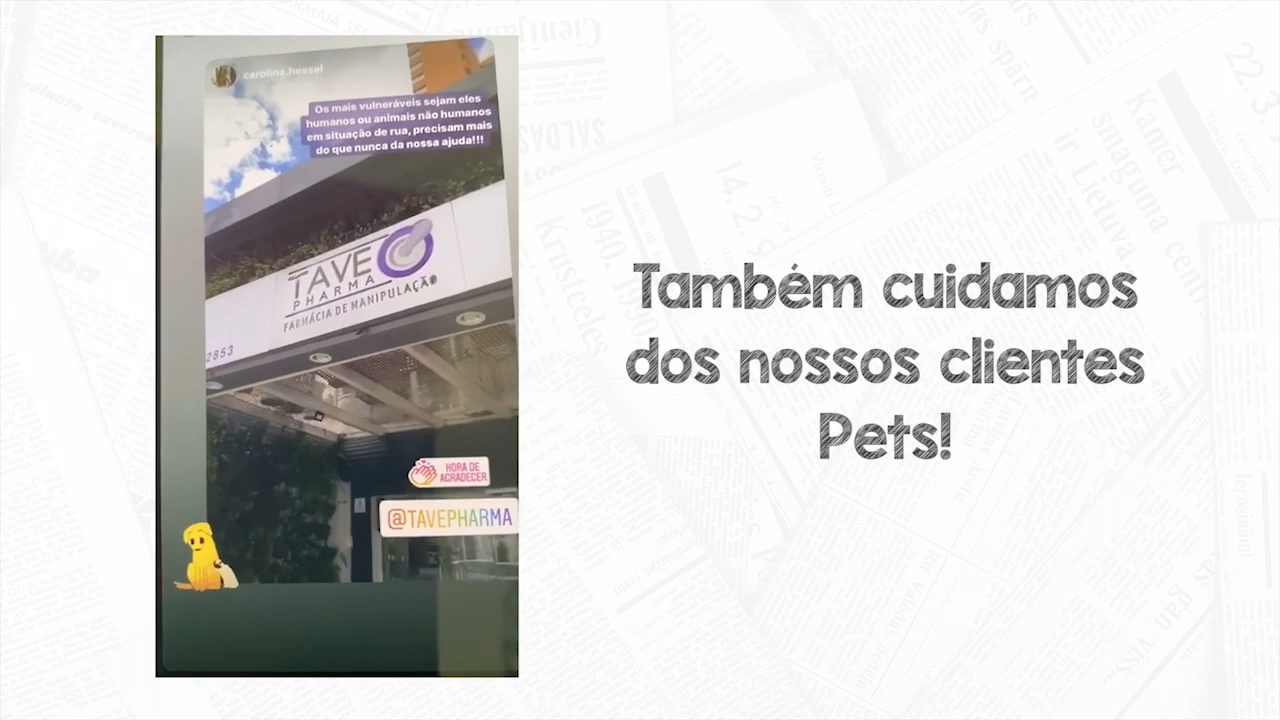 carolina.hessel
Os mais vulneráveis sejam eles
humanos ou animais não humanos
em situação de rua, precisam mais
do que nunca da nossa ajuda!!!
TAVE
PHARMA
FARMÁCIA DE MANIPULAÇÃO
2853
HORA DE
AGRADECER
@TAVEPHARMA
Também cuidamos
dos nossos clientes
Pets!